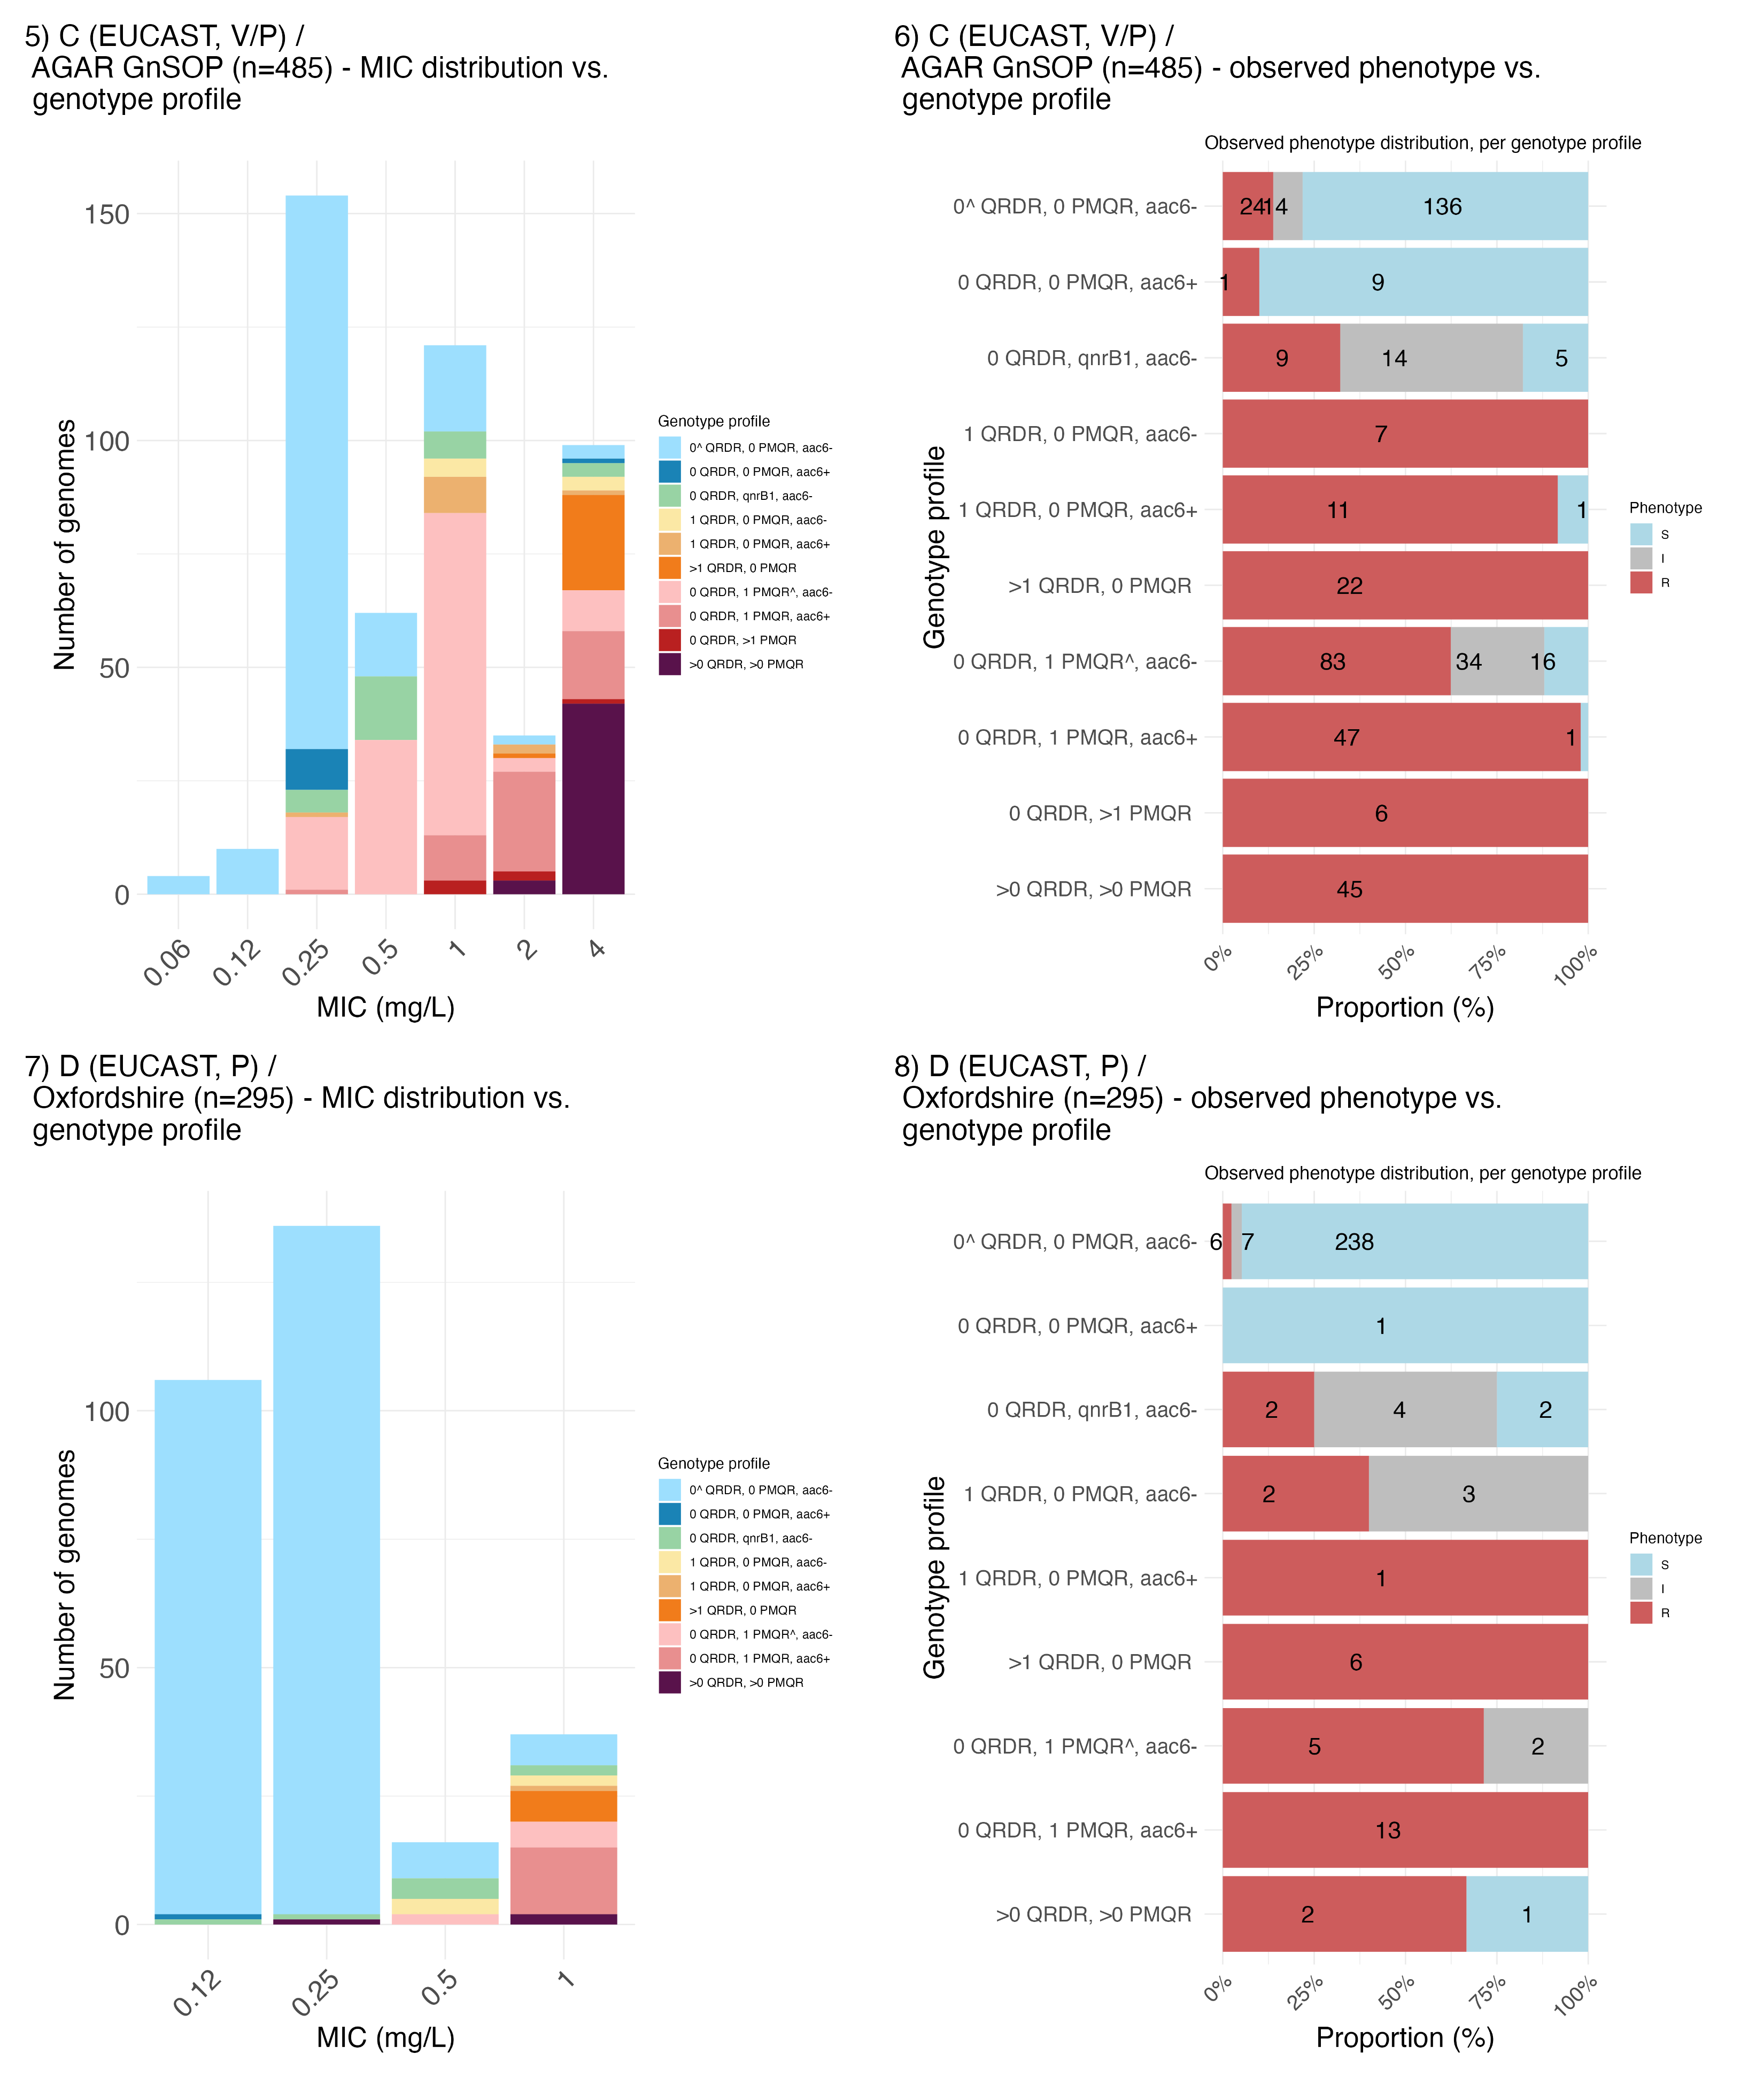 5) C (EUCAST, V/P) /
AGAR GnSOP (n=485) - MIC distribution vs.
genotype profile
150
100
50
0
Number of genomes
0.06
0.12
0.25
0.5
1
2
4
MIC (mg/L)
Genotype profile
0^ QRDR, 0 PMQR, aac6-
0 QRDR, 0 PMQR, aac6+
0 QRDR, qnrB1, aac6-
1 QRDR, 0 PMQR, aac6-
1 QRDR, 0 PMQR, aac6+
>1 QRDR, 0 PMQR
0 QRDR, 1 PMQR^, aac6-
0 QRDR, 1 PMQR, aac6+
0 QRDR, >1 PMQR
>0 QRDR, >0 PMQR
6) C (EUCAST, V/P) /
AGAR GnSOP (n=485) - observed phenotype vs.
genotype profile
Observed phenotype distribution, per genotype profile
Genotype profile
0^ QRDR, 0 PMQR, aac6- 24 14 136
0 QRDR, 0 PMQR, aac6+ 1 9
0 QRDR, qnrB1, aac6- 9 14 5
1 QRDR, 0 PMQR, aac6- 7
1 QRDR, 0 PMQR, aac6+ 11 1
>1 QRDR, 0 PMQR 22
0 QRDR, 1 PMQR^, aac6- 83 34 16
0 QRDR, 1 PMQR, aac6+ 47 1
0 QRDR, >1 PMQR 6
>0 QRDR, >0 PMQR 45
0%
25%
50%
75%
100%
Proportion (%)
Phenotype
S
I
R
7) D (EUCAST, P) /
Oxfordshire (n=295) - MIC distribution vs.
genotype profile
100
50
0
Number of genomes
0.12
0.25
0.5
1
MIC (mg/L)
Genotype profile
0^ QRDR, 0 PMQR, aac6-
0 QRDR, 0 PMQR, aac6+
0 QRDR, qnrB1, aac6-
1 QRDR, 0 PMQR, aac6-
1 QRDR, 0 PMQR, aac6+
>1 QRDR, 0 PMQR
0 QRDR, 1 PMQR^, aac6-
0 QRDR, 1 PMQR, aac6+
>0 QRDR, >0 PMQR
8) D (EUCAST, P) /
Oxfordshire (n=295) - observed phenotype vs.
genotype profile
Observed phenotype distribution, per genotype profile
Genotype profile
0^ QRDR, 0 PMQR, aac6- 6 7 238
0 QRDR, 0 PMQR, aac6+ 1
0 QRDR, qnrB1, aac6- 2 4 2
1 QRDR, 0 PMQR, aac6- 2 3
1 QRDR, 0 PMQR, aac6+ 1
>1 QRDR, 0 PMQR 6
0 QRDR, 1 PMQR^, aac6- 5 2
0 QRDR, 1 PMQR, aac6+ 13
>0 QRDR, >0 PMQR 2 1
0%
25%
50%
75%
100%
Proportion (%)
Phenotype
S
I
R